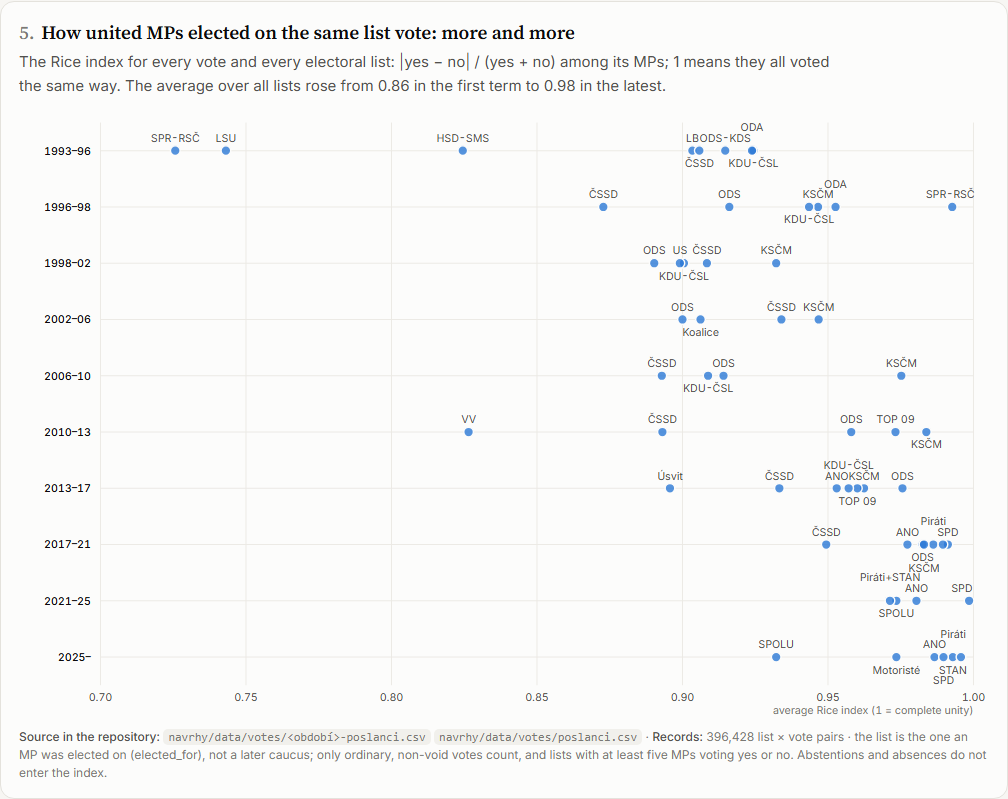 5. How united MPs elected on the same list vote: more and more
The Rice index for every vote and every electoral list: |yes − no| / (yes + no) among its MPs; 1 means they all voted
the same way. The average over all lists rose from 0.86 in the first term to 0.98 in the latest.
ODA
SPR-RSČ LSU HSD-SMS LBODS-KDS
1993–96
ČSSD KDU-ČSL
ODA
ČSSD ODS KSČM SPR-RSČ
1996–98
KDU-ČSL
ODS US ČSSD KSČM
1998–02
KDU-ČSL
ODS ČSSD KSČM
2002–06
Koalice
ČSSD ODS KSČM
2006–10
KDU-ČSL
VV ČSSD ODS TOP 09
2010–13
KSČM
KDU-ČSL
Úsvit ČSSD ANOKSČM ODS
2013–17
TOP 09
Piráti
ČSSD ANO SPD
2017–21
ODS
KSČM
Piráti+STAN
ANO SPD
2021–25
SPOLU
Piráti
SPOLU ANO
2025–
Motoristé STAN
SPD
0.70 0.75 0.80 0.85 0.90 0.95 1.00
average Rice index (1 = complete unity)
Source in the repository: navrhy/data/votes/<období>-poslanci.csv navrhy/data/votes/poslanci.csv · Records: 396,428 list × vote pairs · the list is the one an
MP was elected on (elected_for), not a later caucus; only ordinary, non-void votes count, and lists with at least five MPs voting yes or no. Abstentions and absences do not
enter the index.